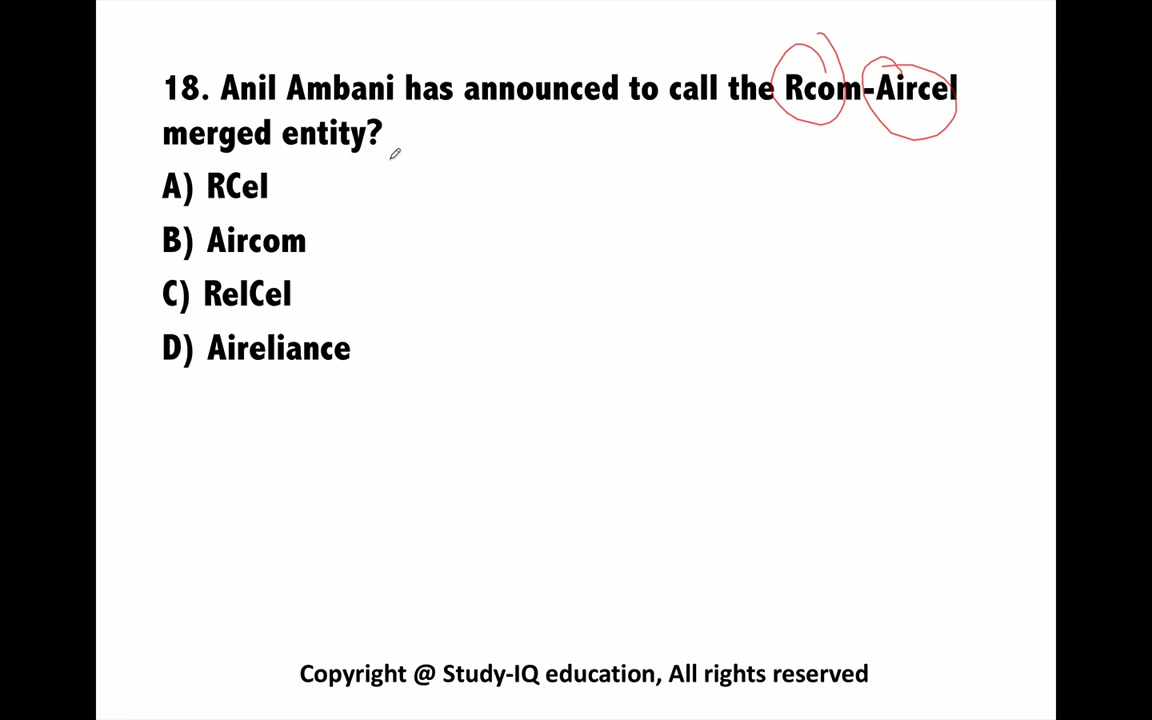 18. Anil Ambani has announced to call the Rcom-Aircel
merged entity?
A) RCel
B) Aircom
C) RelCel
D) Aireliance
Copyright @ Study-IQ education, All rights reserved